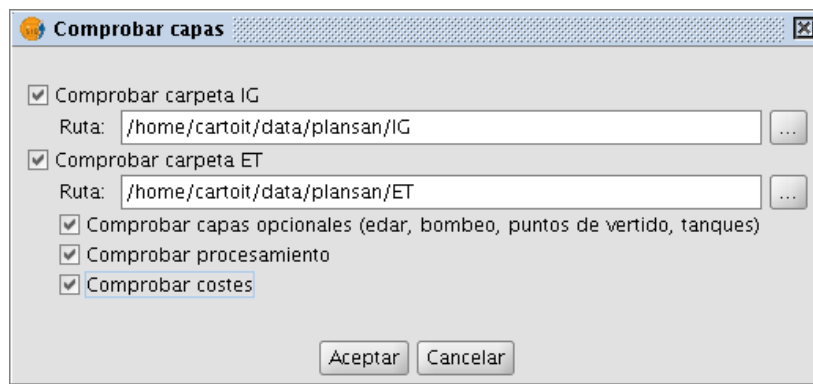 Comprobar capas
Comprobar carpeta IG
Ruta: /home/cartoit/data/plansan/IG ...
Comprobar carpeta ET
Ruta: /home/cartoit/data/plansan/ET ...
Comprobar capas opcionales (edar, bombeo, puntos de vertido, tanques)
Comprobar procesamiento
Comprobar costes
Aceptar Cancelar